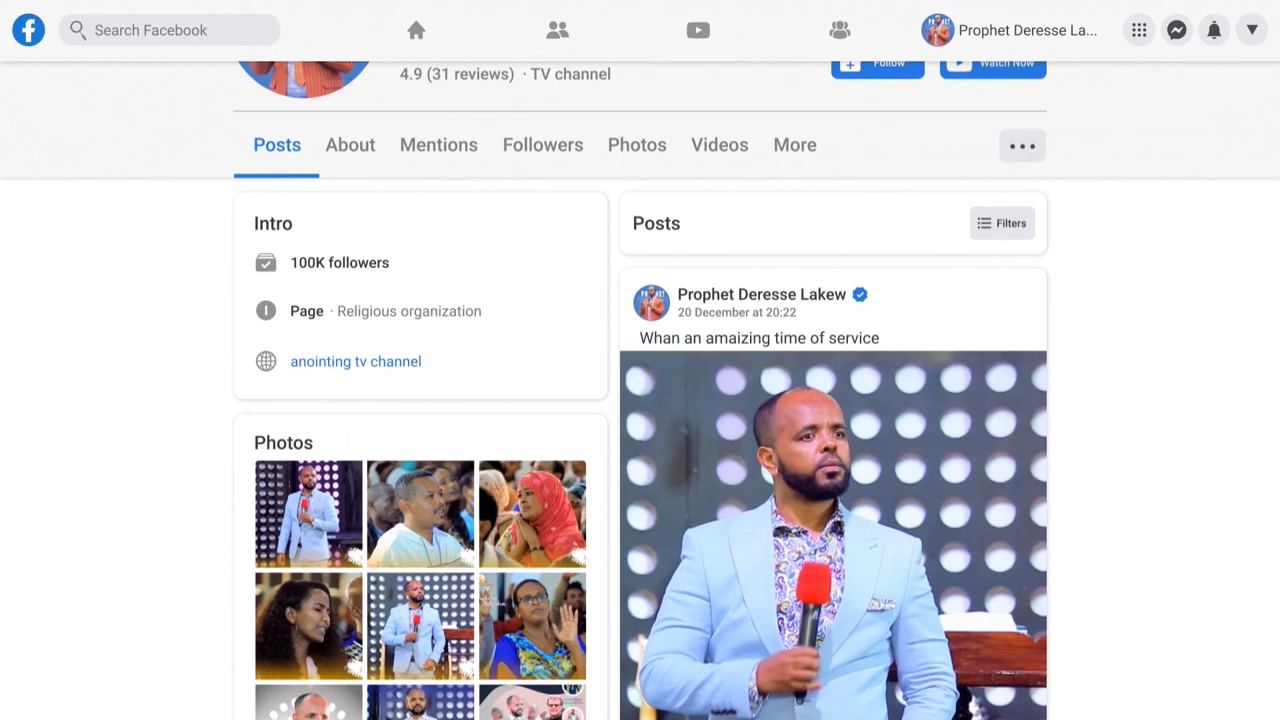 Search Facebook
Prophet Deresse La...
4.9 (31 reviews) · TV channel
Follow
Watch Now
Posts
About
Mentions
Followers
Photos
Videos
More
Intro
100K followers
Page · Religious organization
anointing tv channel
Photos
Posts
Filters
Prophet Deresse Lakew
20 December at 20:22
Whan an amaizing time of service